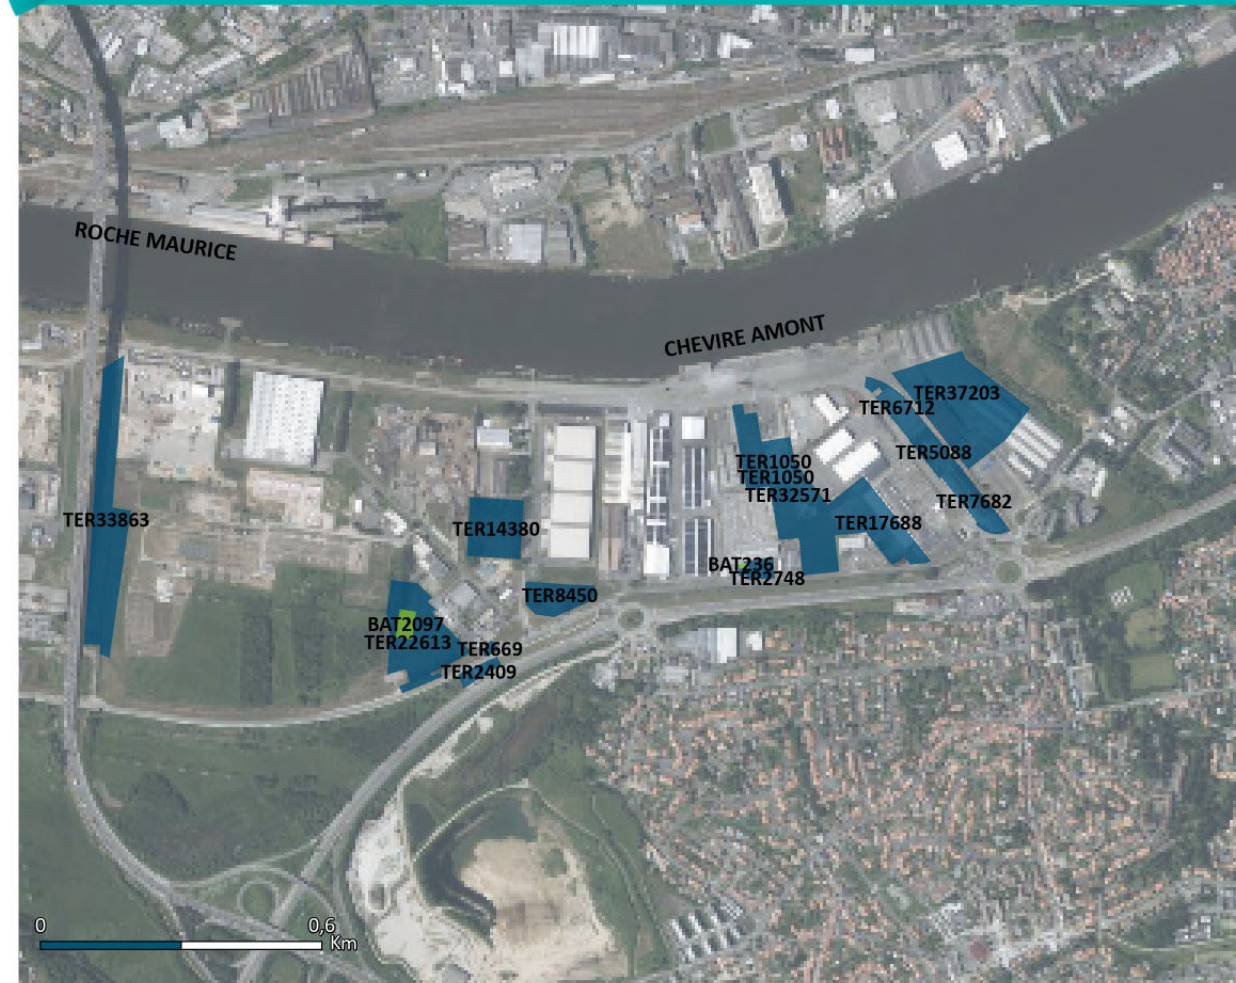 ROCHE MAURICE
CHEVIRE AMONT
TER37203
TER6712
TER5088
TER1050
TER1050
TER32571
TER7682
TER33863
TER14380
TER17688
BAT236
TER2748
TER8450
BAT2097
TER22613
TER669
TER2409
0 0,6
Km